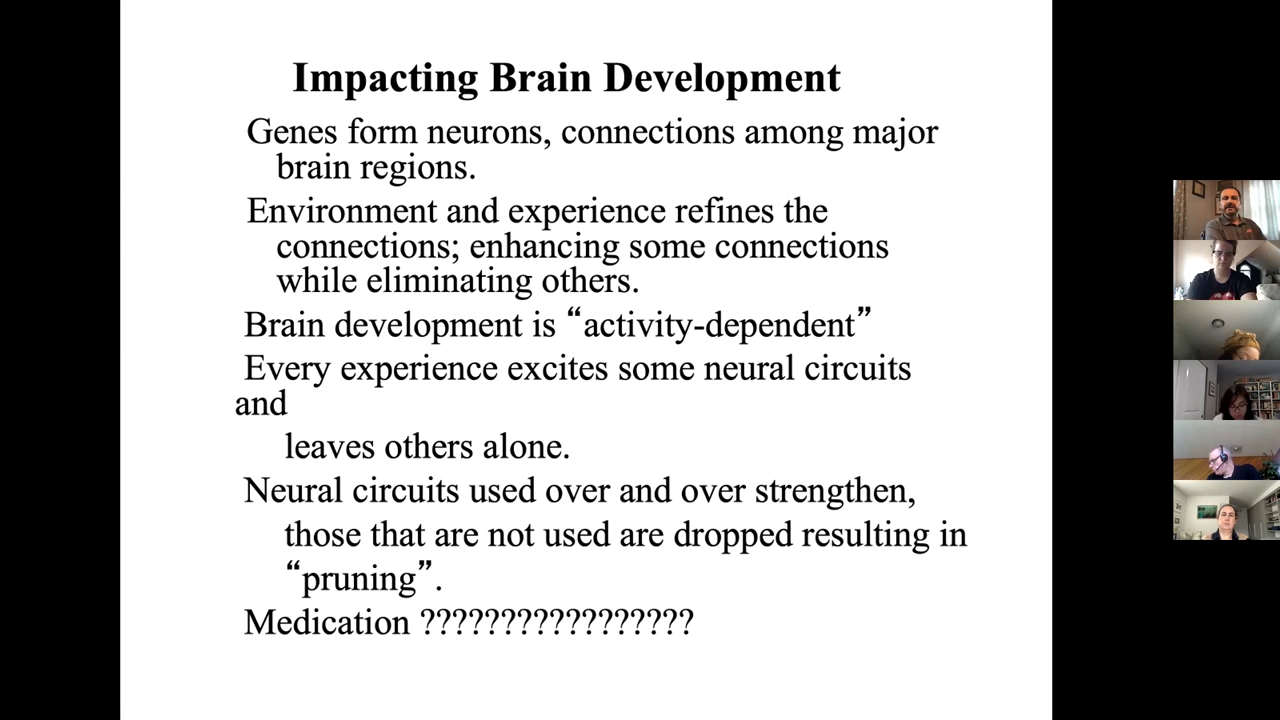 Impacting Brain Development
Genes form neurons, connections among major
brain regions.
Environment and experience refines the
connections; enhancing some connections
while eliminating others.
Brain development is “activity-dependent”
Every experience excites some neural circuits
and
leaves others alone.
Neural circuits used over and over strengthen,
those that are not used are dropped resulting in
“pruning”.
Medication ?????????????????